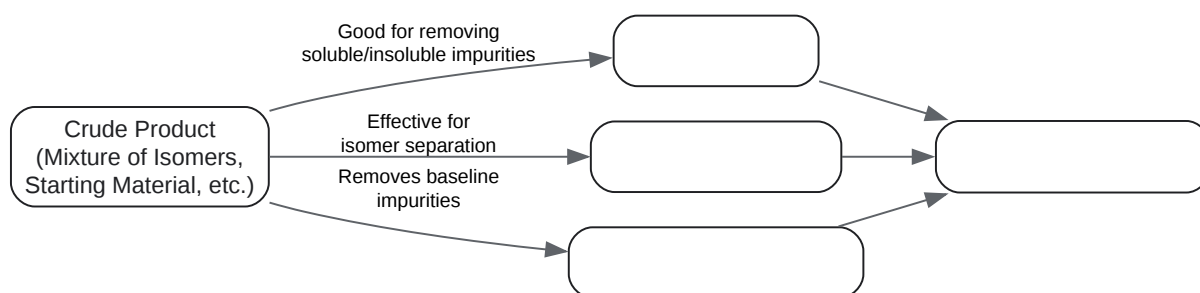 Good for removing
soluble/insoluble impurities
Crude Product
(Mixture of Isomers,
Starting Material, etc.)
Effective for
isomer separation
Removes baseline
impurities